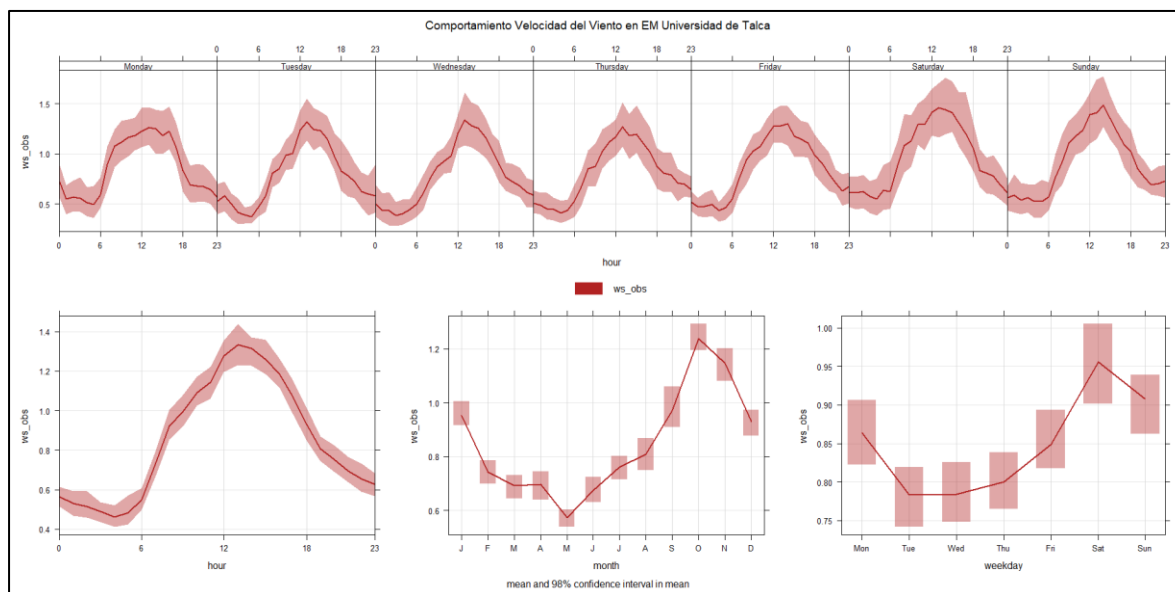 Comportamiento Velocidad del Viento en EM Universidad de Talca
0 6 12 18 23 0 6 12 18 23 0 6 12 18 23
Monday Tuesday Wednesday Thursday Friday Saturday Sunday
ws_obs
1.5
1.0
0.5
0 6 12 18 23 0 6 12 18 23 0 6 12 18 23 0 6 12 18 23
hour
ws_obs
ws_obs
1.4
1.2
1.0
0.8
0.6
0.4
0 6 12 18 23
hour
ws_obs
1.2
1.0
0.8
0.6
J F M A M J J A S O N D
month
mean and 98% confidence interval in mean
ws_obs
1.00
0.95
0.90
0.85
0.80
0.75
Mon Tue Wed Thu Fri Sat Sun
weekday